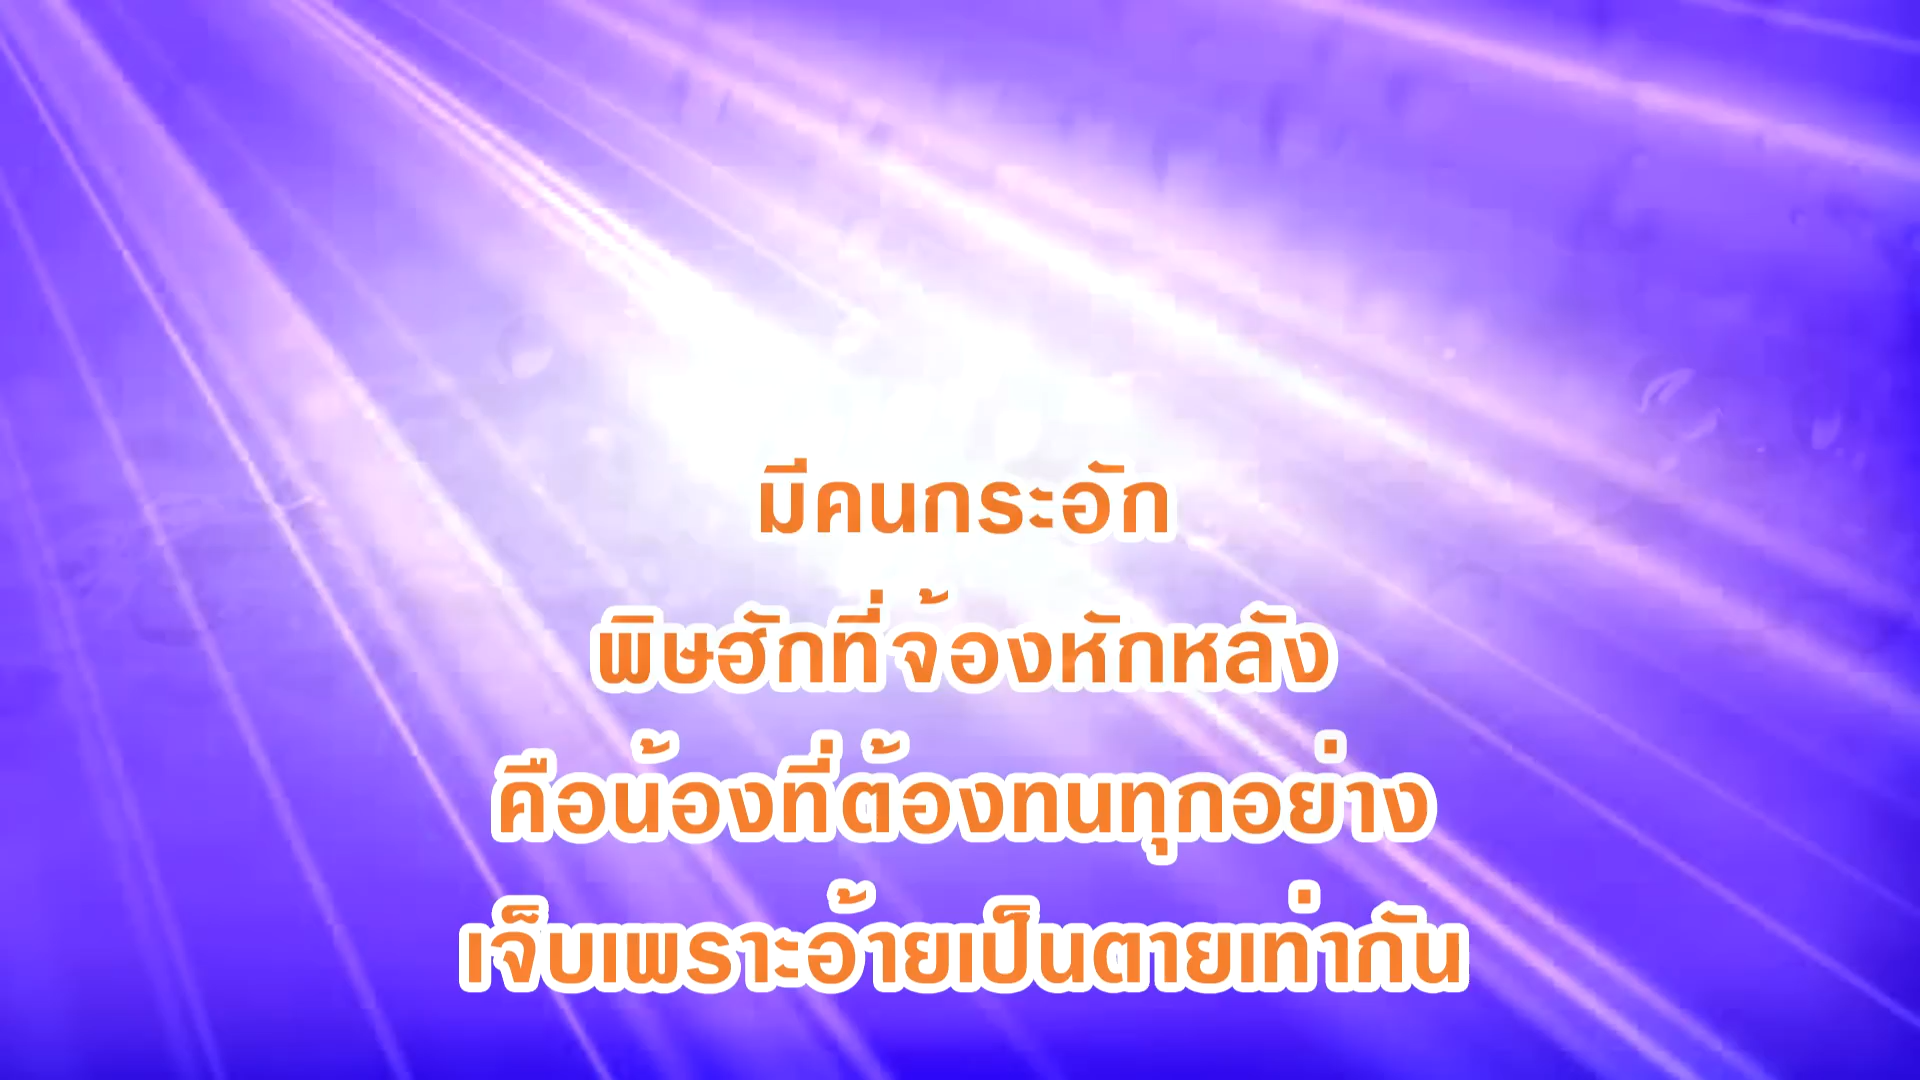 มีคนกระอัก
พิษฮักที่จ้องหักหลัง
คือน้องที่ต้องทนทุกอย่าง
เจ็บเพราะอ้ายเป็นตายเท่ากัน